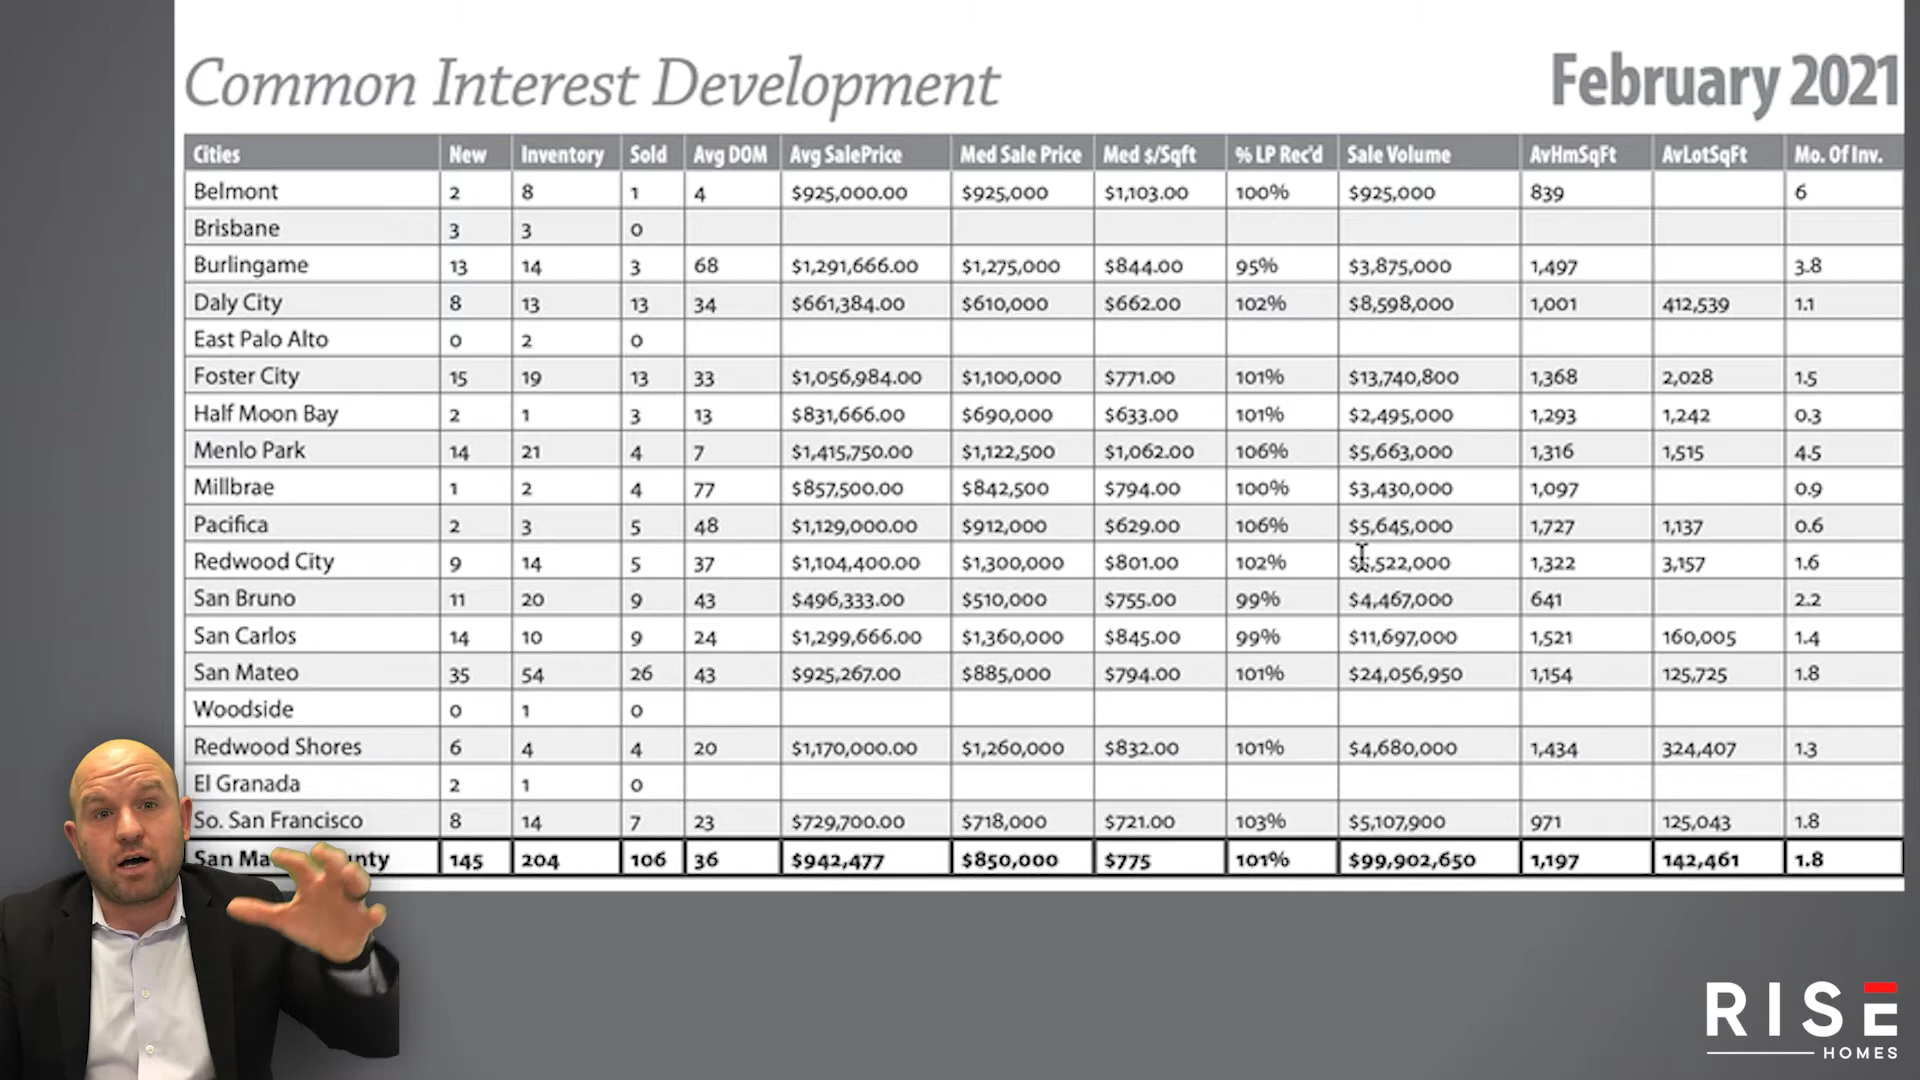 Common Interest Development February 2021
Cities New Inventory Sold Avg DOM Avg SalePrice Med Sale Price Med $/Sqft % LP Rec'd Sale Volume AvHmSqFt AvLotSqFt Mo. Of Inv.
Belmont 2 8 1 4 $925,000.00 $925,000 $1,103.00 100% $925,000 839 6
Brisbane 3 3 0
Burlingame 13 14 3 68 $1,291,666.00 $1,275,000 $844.00 95% $3,875,000 1,497 3.8
Daly City 8 13 13 34 $661,384.00 $610,000 $662.00 102% $8,598,000 1,001 412,539 1.1
East Palo Alto 0 2 0
Foster City 15 19 13 33 $1,056,984.00 $1,100,000 $771.00 101% $13,740,800 1,368 2,028 1.5
Half Moon Bay 2 1 3 13 $831,666.00 $690,000 $633.00 101% $2,495,000 1,293 1,242 0.3
Menlo Park 14 21 4 7 $1,415,750.00 $1,122,500 $1,062.00 106% $5,663,000 1,316 1,515 4.5
Millbrae 1 2 4 77 $857,500.00 $842,500 $794.00 100% $3,430,000 1,097 0.9
Pacifica 2 3 5 48 $1,129,000.00 $912,000 $629.00 106% $5,645,000 1,727 1,137 0.6
Redwood City 9 14 5 37 $1,104,400.00 $1,300,000 $801.00 102% 1,322 3,157 1.6
San Bruno 11 20 9 43 $496,333.00 $510,000 $755.00 99% $4,467,000 641 2.2
San Carlos 14 10 9 24 $1,299,666.00 $1,360,000 $845.00 99% $11,697,000 1,521 160,005 1.4
San Mateo 35 54 26 43 $925,267.00 $885,000 $794.00 101% $24,056,950 1,154 125,725 1.8
Woodside 0 1 0
Redwood Shores 6 4 4 20 $1,170,000.00 $1,260,000 $832.00 101% $4,680,000 1,434 324,407 1.3
El Granada 2 1 0
So. San Francisco 8 14 7 23 $729,700.00 $718,000 $721.00 103% $5,107,900 971 125,043 1.8
San 145 204 106 36 $942,477 $850,000 $775 101% $99,902,650 1,197 142,461 1.8
RISE
HOMES